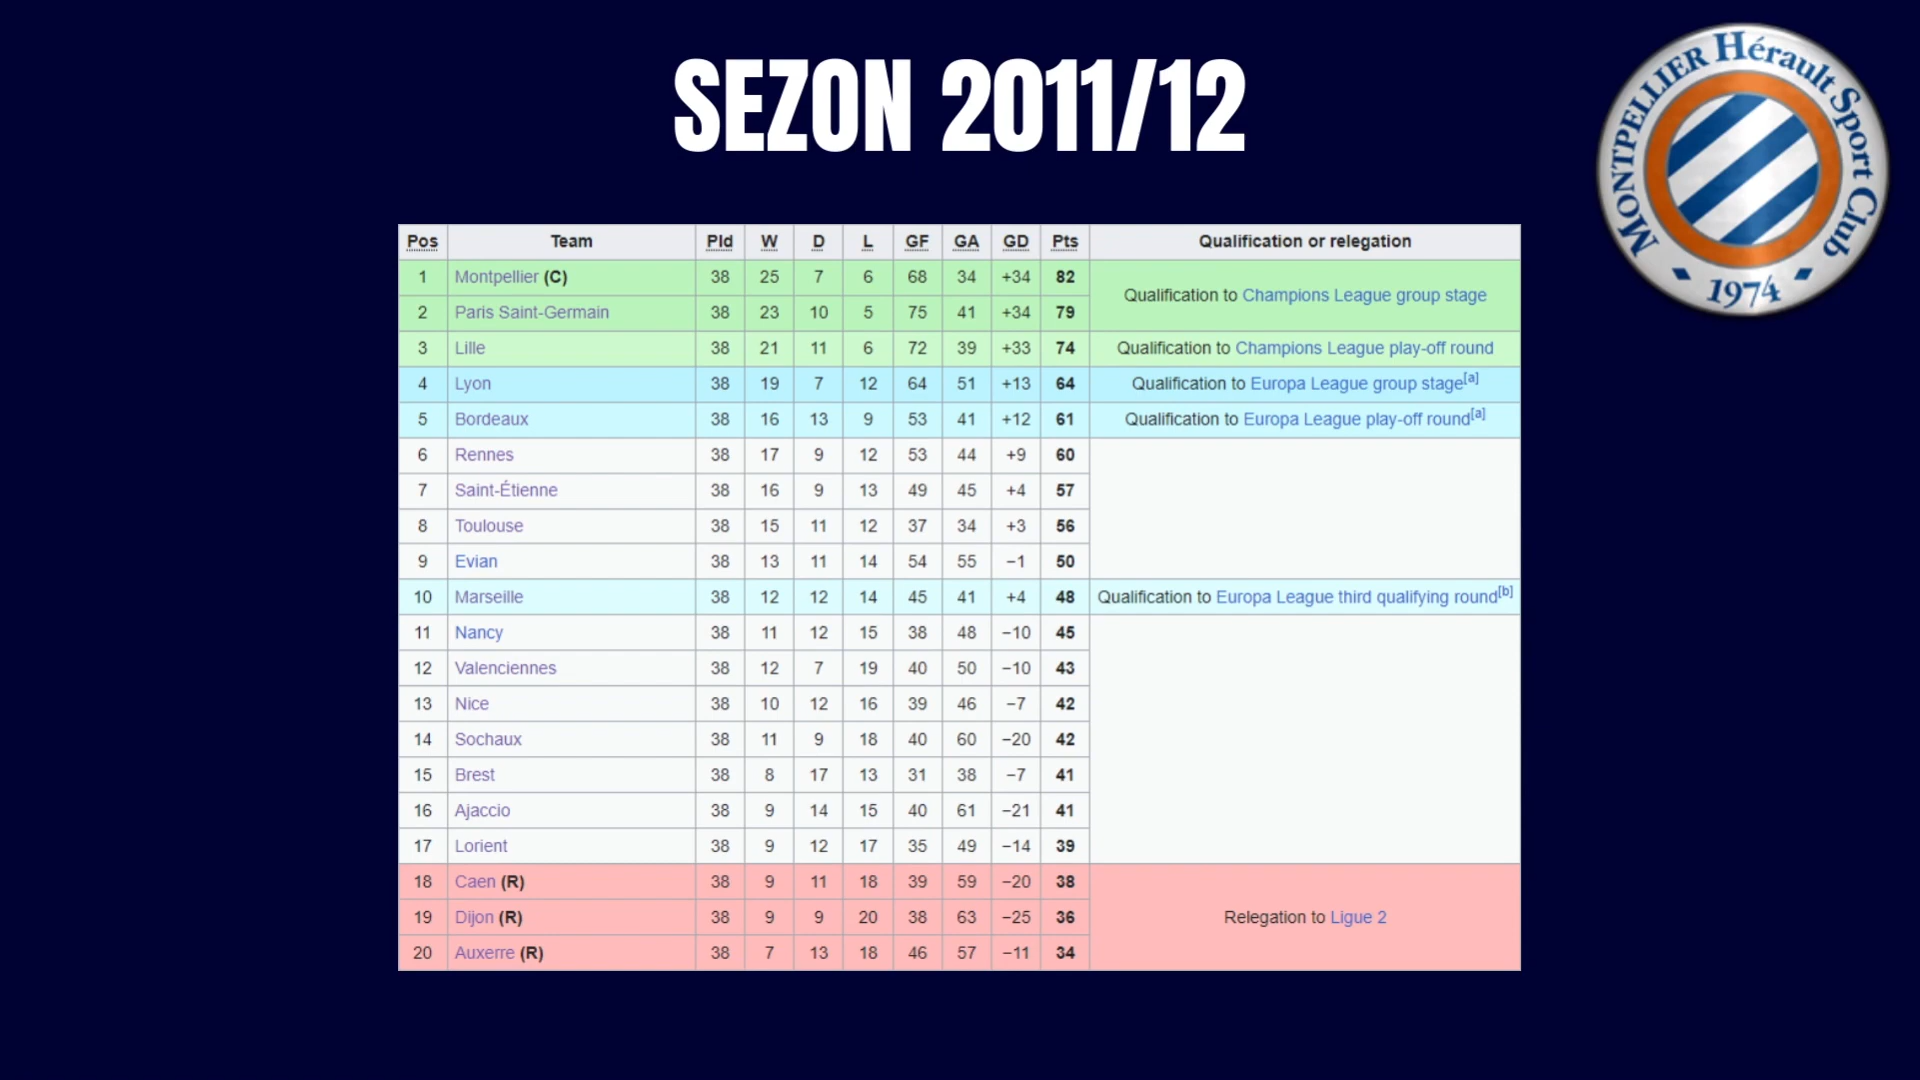 SEZON 2011/12
MONTPELLIER Hérault Sport Club
1974
Pos Team Pld W D L GF GA GD Pts Qualification or relegation
1 Montpellier (C) 38 25 7 6 68 34 +34 82 Qualification to Champions League group stage
2 Paris Saint-Germain 38 23 10 5 75 41 +34 79
3 Lille 38 21 11 6 72 39 +33 74 Qualification to Champions League play-off round
4 Lyon 38 19 7 12 64 51 +13 64 Qualification to Europa League group stage[a]
5 Bordeaux 38 16 13 9 53 41 +12 61 Qualification to Europa League play-off round[a]
6 Rennes 38 17 9 12 53 44 +9 60
7 Saint-Étienne 38 16 9 13 49 45 +4 57
8 Toulouse 38 15 11 12 37 34 +3 56
9 Evian 38 13 11 14 54 55 −1 50
10 Marseille 38 12 12 14 45 41 +4 48 Qualification to Europa League third qualifying round[b]
11 Nancy 38 11 12 15 38 48 −10 45
12 Valenciennes 38 12 7 19 40 50 −10 43
13 Nice 38 10 12 16 39 46 −7 42
14 Sochaux 38 11 9 18 40 60 −20 42
15 Brest 38 8 17 13 31 38 −7 41
16 Ajaccio 38 9 14 15 40 61 −21 41
17 Lorient 38 9 12 17 35 49 −14 39
18 Caen (R) 38 9 11 18 39 59 −20 38
19 Dijon (R) 38 9 9 20 38 63 −25 36 Relegation to Ligue 2
20 Auxerre (R) 38 7 13 18 46 57 −11 34